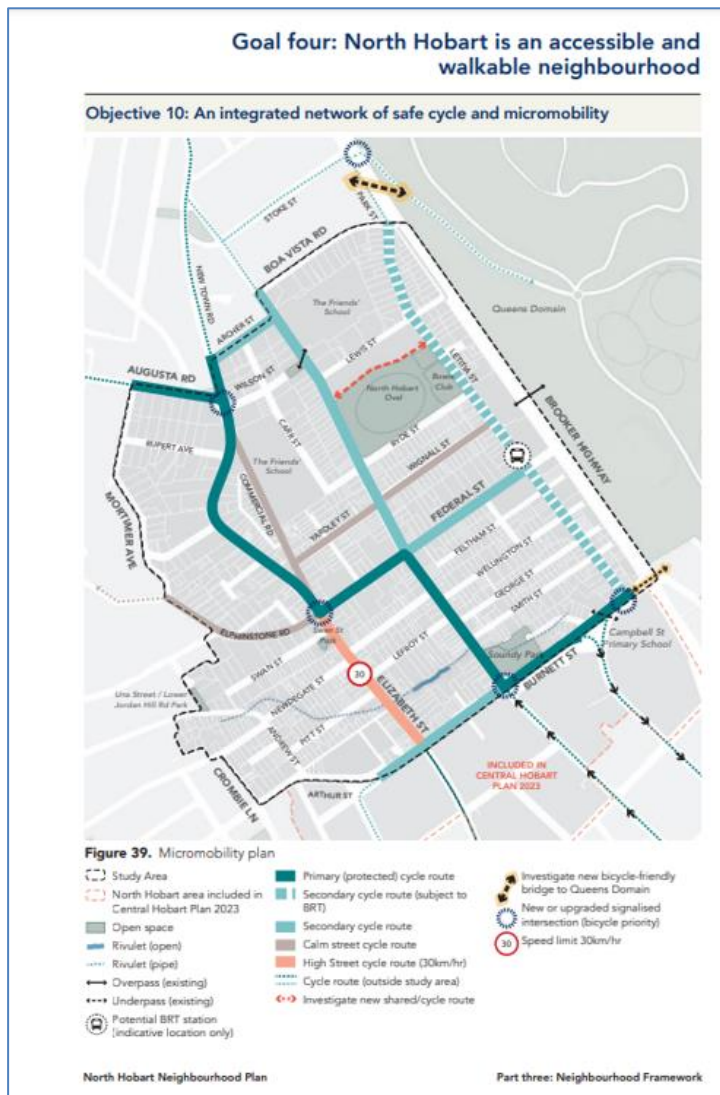 Goal four: North Hobart is an accessible and
walkable neighbourhood
Objective 10: An integrated network of safe cycle and micromobility
STOKE ST
PARK ST
BOA VISTA RD
NEW TOWN RD
The Friends'
School
Queens Domain
ARCHER ST
LEWIS ST
LETITIA ST
AUGUSTA RD
WILSON ST
North Hobart
Oval
Bowls
Club
BROOKER HIGHWAY
CARR ST
RYDE ST
RUPERT AVE
The Friends'
School
WIGNALL ST
COMMERCIAL RD
YARDLEY ST
FEDERAL ST
MORTIMER AVE
FELTHAM ST
WELLINGTON ST
GEORGE ST
SMITH ST
ELPHINSTONE RD
Swan St
Park
Campbell St
Primary School
SWAN ST
LEFROY ST
Soundy Park
BURNETT ST
30
ELIZABETH ST
Una Street / Lower
Jordan Hill Rd Park
NEWDEGATE ST
PITT ST
ANDREW ST
CROMBIE LN
ARTHUR ST
INCLUDED IN
CENTRAL HOBART
PLAN 2023
Figure 39. Micromobility plan
Study Area
North Hobart area included in
Central Hobart Plan 2023
Open space
Rivulet (open)
Rivulet (pipe)
Overpass (existing)
Underpass (existing)
Potential BRT station
(indicative location only)
Primary (protected) cycle route
Secondary cycle route (subject to
BRT)
Secondary cycle route
Calm street cycle route
High Street cycle route (30km/hr)
Cycle route (outside study area)
Investigate new shared/cycle route
Investigate new bicycle-friendly
bridge to Queens Domain
New or upgraded signalised
intersection (bicycle priority)
30 Speed limit 30km/hr
North Hobart Neighbourhood Plan
Part three: Neighbourhood Framework